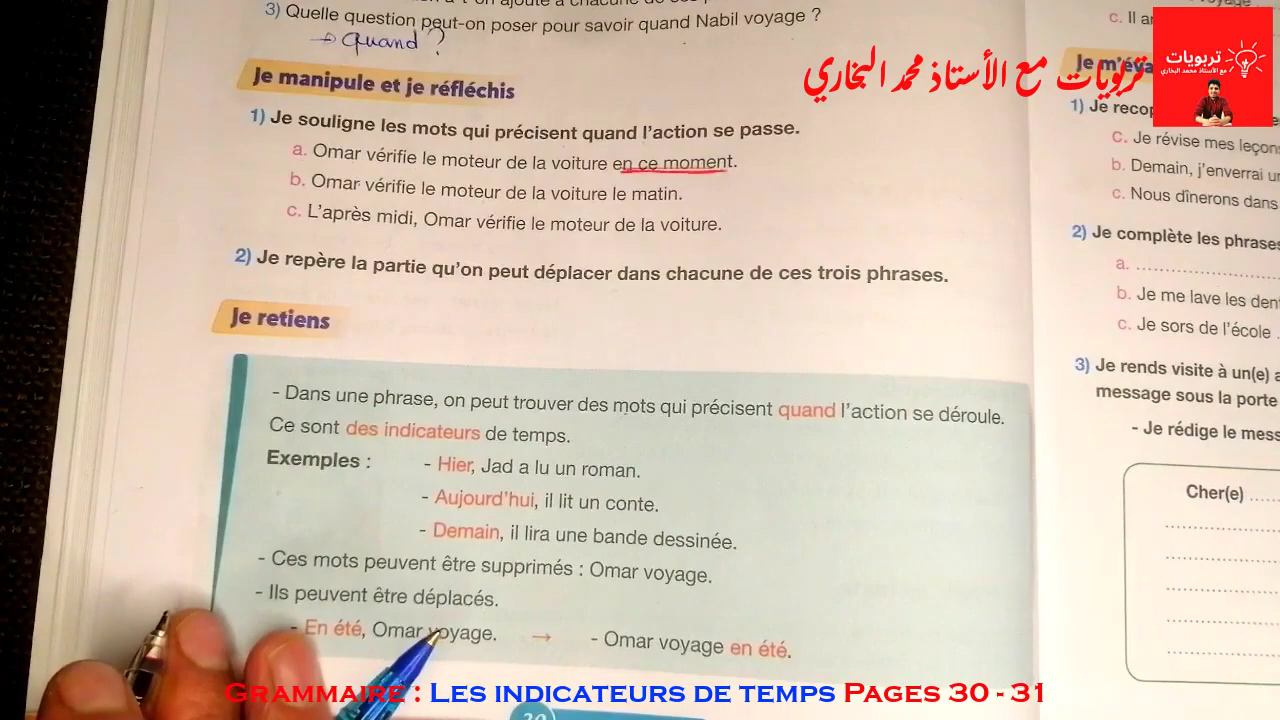 3) Quelle question peut-on poser pour savoir quand Nabil voyage ?
→ Quand ?
Je manipule et je réfléchis
1) Je souligne les mots qui précisent quand l'action se passe.
a. Omar vérifie le moteur de la voiture en ce moment.
b. Omar vérifie le moteur de la voiture le matin.
c. L'après midi, Omar vérifie le moteur de la voiture.
2) Je repère la partie qu'on peut déplacer dans chacune de ces trois phrases.
Je retiens
- Dans une phrase, on peut trouver des mots qui précisent quand l'action se déroule.
Ce sont des indicateurs de temps.
Exemples : - Hier, Jad a lu un roman.
- Aujourd'hui, il lit un conte.
- Demain, il lira une bande dessinée.
- Ces mots peuvent être supprimés : Omar voyage.
- Ils peuvent être déplacés.
- En été, Omar voyage. → - Omar voyage en été.
c. Il
Je m'éva
تربويات مع الأستاذ محمد البخاري
تربويات
مع الأستاذ محمد البخاري
1) Je
c. Je révise mes leçons
b. Demain, j'enverrai
c. Nous dînerons dans
2) Je complète les phrases
a. ..............................
b. Je me lave les
c. Je sors de l'école .
3) Je rends visite à un(e)
message sous la porte
- Je rédige le
Cher(e) .....
Grammaire : Les indicateurs de temps Pages 30 - 31